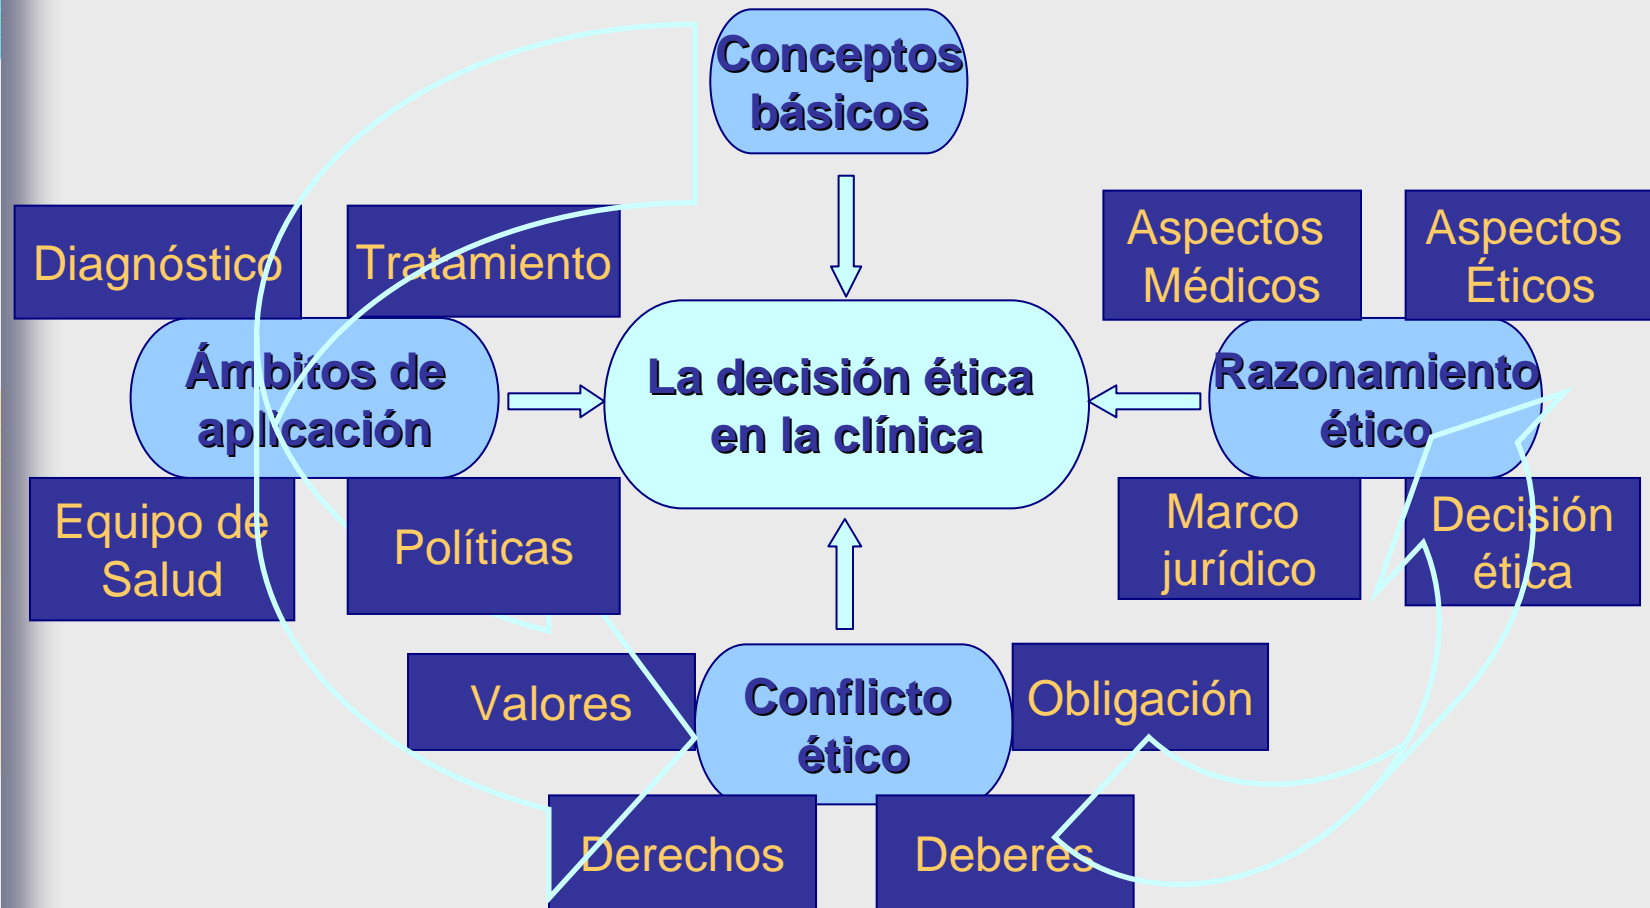 Conceptos
básicos
Diagnóstico
Tratamiento
Aspectos
Médicos
Aspectos
Éticos
Ámbitos de
aplicación
La decisión ética
en la clínica
Razonamiento
ético
Equipo de
Salud
Políticas
Marco
jurídico
Decisión
ética
Valores
Conflicto
ético
Obligación
Derechos
Deberes